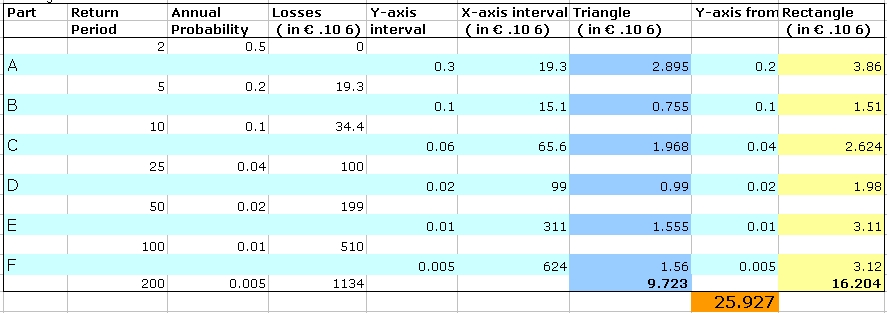 Part Return Annual Losses Y-axis X-axis interval Triangle Y-axis from Rectangle
Period Probability ( in € .10 6) interval ( in € .10 6) ( in € .10 6) ( in € .10 6)
2 0.5 0
A 0.3 19.3 2.895 0.2 3.86
5 0.2 19.3
B 0.1 15.1 0.755 0.1 1.51
10 0.1 34.4
C 0.06 65.6 1.968 0.04 2.624
25 0.04 100
D 0.02 99 0.99 0.02 1.98
50 0.02 199
E 0.01 311 1.555 0.01 3.11
100 0.01 510
F 0.005 624 1.56 0.005 3.12
200 0.005 1134 9.723 16.204
25.927